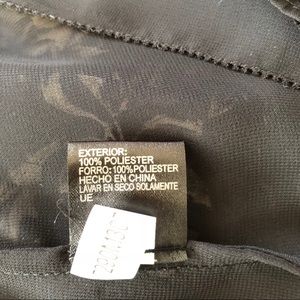 EXTERIOR:
100% POLIESTER
FORRO: 100%POLIESTER
HECHO EN CHINA
LAVAR EN SECO SOLAMENTE
UE